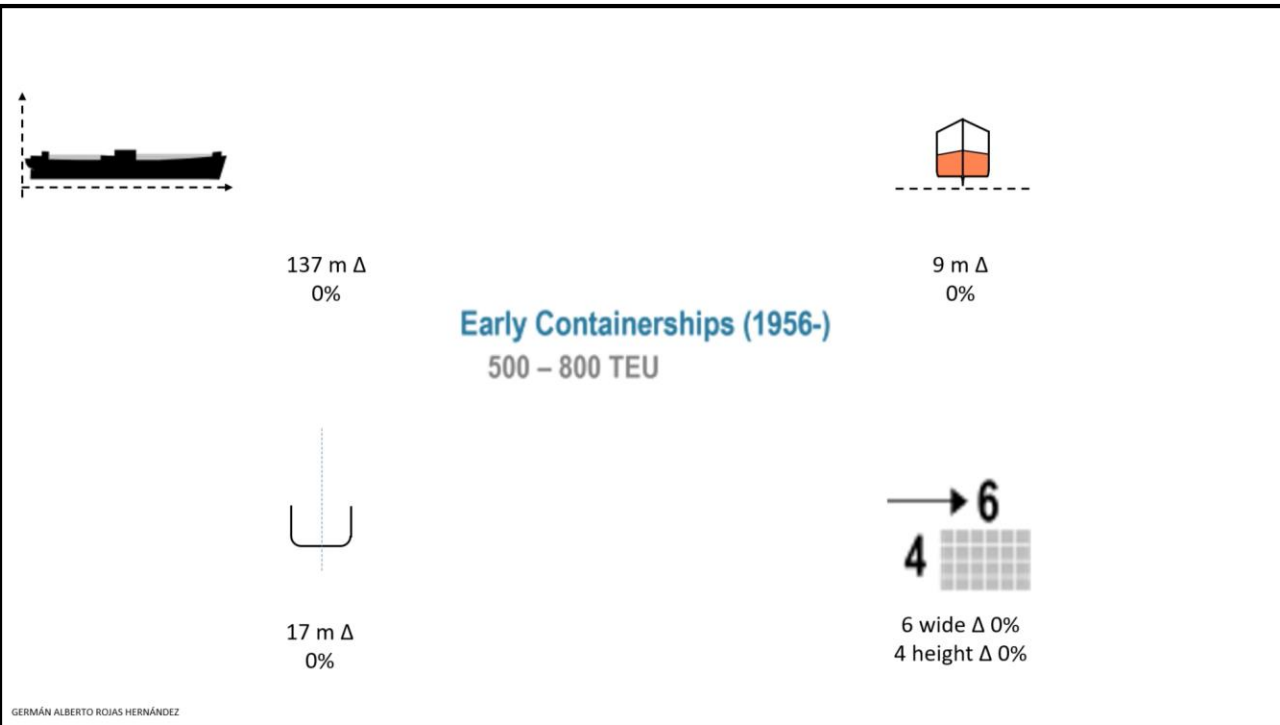 137 m Δ
0%
9 m Δ
0%
Early Containerships (1956-)
500 – 800 TEU
17 m Δ
0%
6
4
6 wide Δ 0%
4 height Δ 0%
GERMÁN ALBERTO ROJAS HERNÁNDEZ